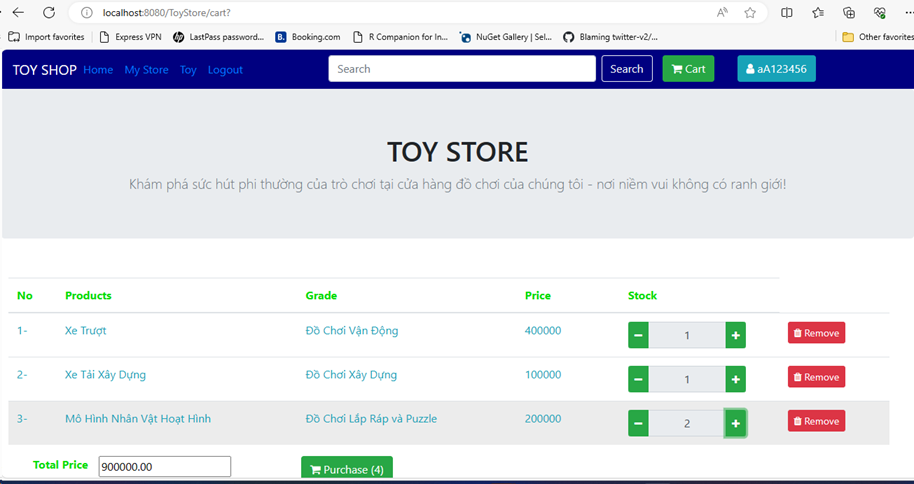 localhost:8080/ToyStore/cart?
Import favorites Express VPN LastPass password... Booking.com R Companion for In... NuGet Gallery | Sel... Blaming twitter-v2/... Other favorites
TOY SHOP Home My Store Toy Logout Search Search Cart aA123456
TOY STORE
Khám phá sức hút phi thường của trò chơi tại cửa hàng đồ chơi của chúng tôi - nơi niềm vui không có ranh giới!
No Products Grade Price Stock
1- Xe Trượt Đồ Chơi Vận Động 400000 − 1 + Remove
2- Xe Tải Xây Dựng Đồ Chơi Xây Dựng 100000 − 1 + Remove
3- Mô Hình Nhân Vật Hoạt Hình Đồ Chơi Lắp Ráp và Puzzle 200000 − 2 + Remove
Total Price 900000.00 Purchase (4)